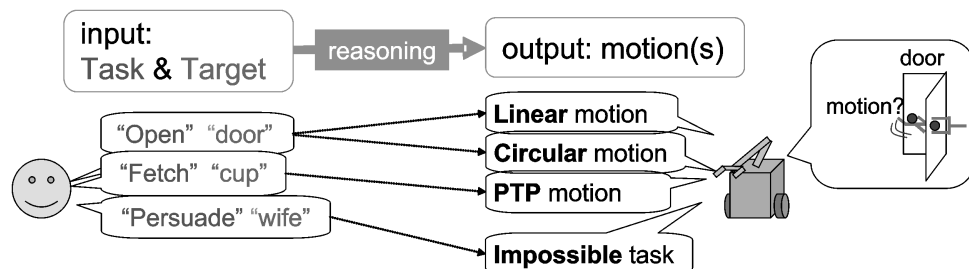 input:
Task & Target
reasoning
output: motion(s)
door
motion?
“Open” “door”
“Fetch” “cup”
“Persuade” “wife”
Linear motion
Circular motion
PTP motion
Impossible task